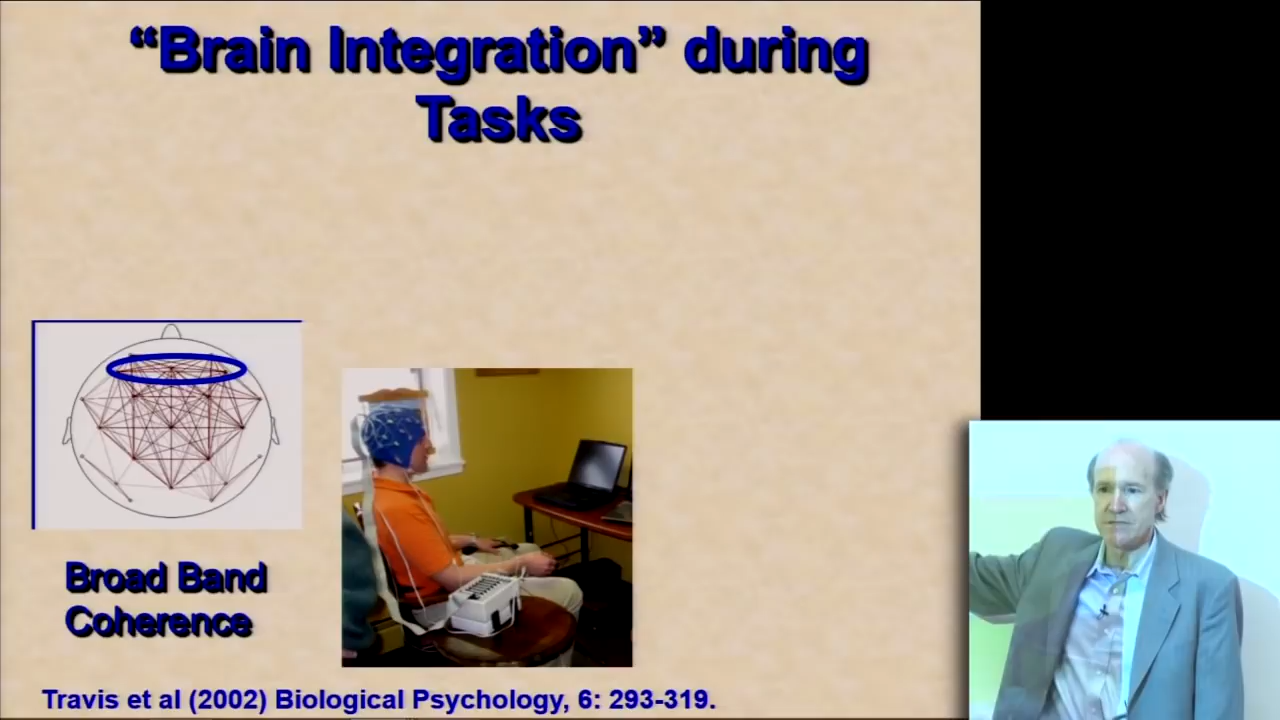 “Brain Integration” during
Tasks
Broad Band
Coherence
Travis et al (2002) Biological Psychology, 6: 293-319.